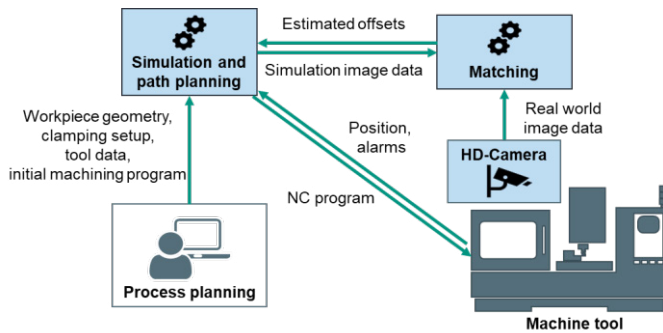 Estimated offsets
Simulation and
path planning
Simulation image data
Matching
Workpiece geometry,
clamping setup,
tool data,
initial machining program
Position,
alarms
Real world
image data
HD-Camera
NC program
Process planning
Machine tool